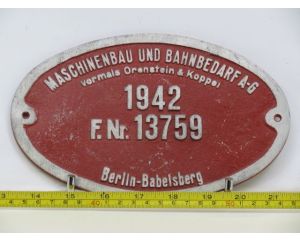 MASCHINENBAU UND BAHNBEDARF A-G
vormals Orenstein & Koppel
1942
F. Nr. 13759
Berlin-Babelsberg